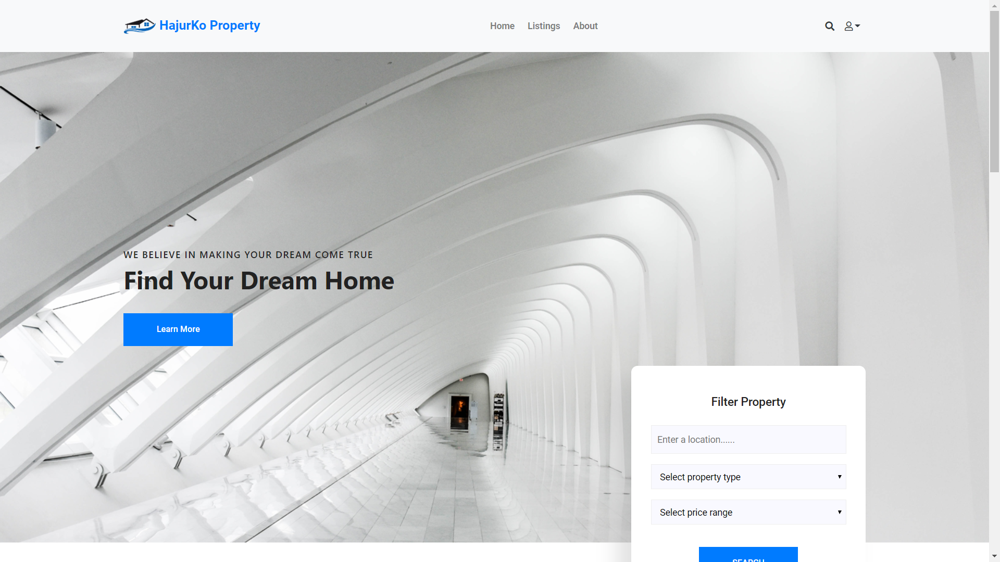 HajurKo Property
Home
Listings
About
WE BELIEVE IN MAKING YOUR DREAM COME TRUE
Find Your Dream Home
Learn More
Filter Property
Enter a location......
Select property type
Select price range
SEARCH